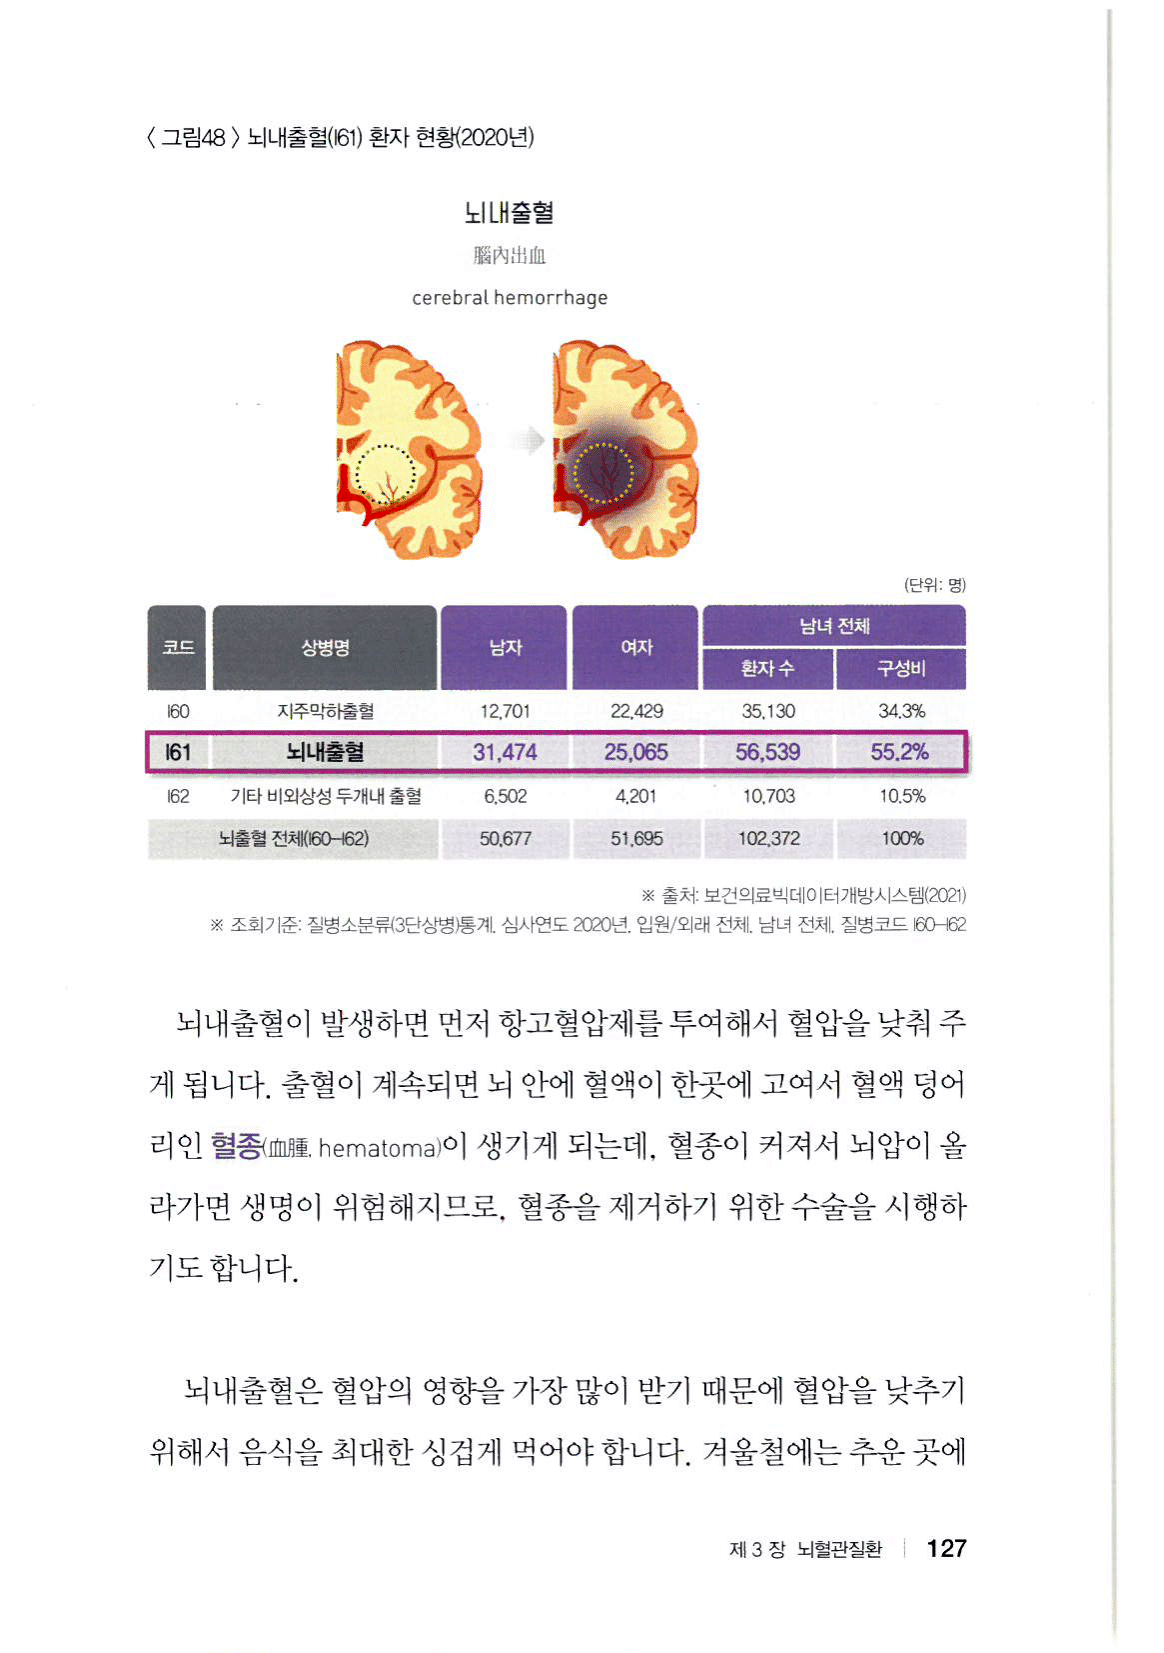 〈 그림48 〉 뇌내출혈(I61) 환자 현황(2020년)
뇌내출혈
腦內出血
cerebral hemorrhage
(단위: 명)
코드 상병명 남자 여자 남녀 전체
환자 수 구성비
I60 지주막하출혈 12,701 22,429 35,130 34.3%
I61 뇌내출혈 31,474 25,065 56,539 55.2%
I62 기타 비외상성 두개내 출혈 6,502 4,201 10,703 10.5%
뇌출혈 전체(I60-I62) 50,677 51,695 102,372 100%
※ 출처: 보건의료빅데이터개방시스템(2021)
※ 조회기준: 질병소분류(3단상병)통계, 심사연도 2020년, 입원/외래 전체, 남녀 전체, 질병코드 I60-I62
뇌내출혈이 발생하면 먼저 항고혈압제를 투여해서 혈압을 낮춰 주
게 됩니다. 출혈이 계속되면 뇌 안에 혈액이 한곳에 고여서 혈액 덩어
리인 혈종(血腫, hematoma)이 생기게 되는데, 혈종이 커져서 뇌압이 올
라가면 생명이 위험해지므로, 혈종을 제거하기 위한 수술을 시행하
기도 합니다.
뇌내출혈은 혈압의 영향을 가장 많이 받기 때문에 혈압을 낮추기
위해서 음식을 최대한 싱겁게 먹어야 합니다. 겨울철에는 추운 곳에
제 3 장 뇌혈관질환 | 127